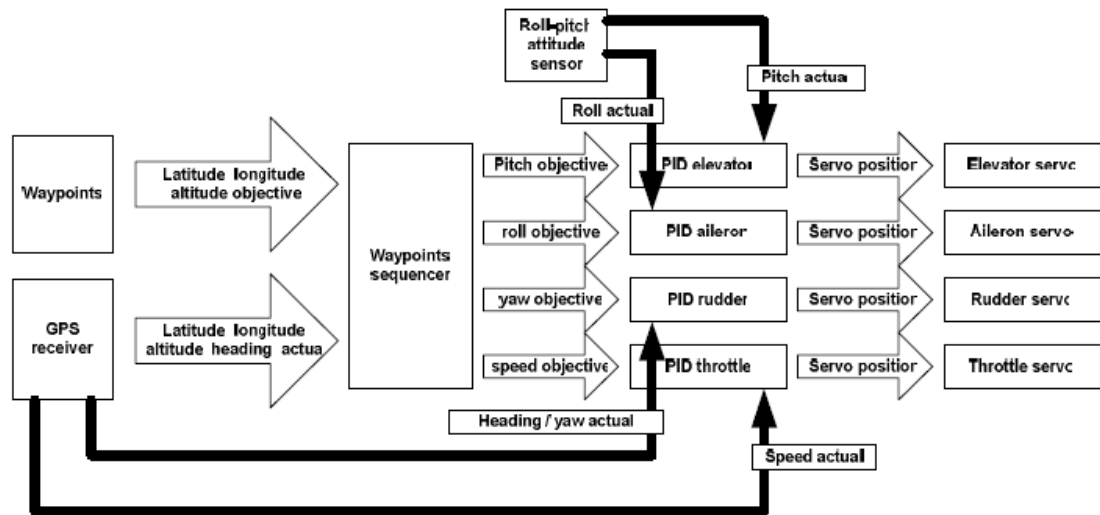 Roll-pitch
attitude
sensor
Pitch actua
Roll actual
Waypoints
Latitude longitude
altitude objective
Waypoints
sequencer
Pitch objective
PID elevator
Servo position
Elevator servo
roll objective
PID aileron
Servo position
Aileron servo
GPS
receiver
Latitude longitude
altitude heading actua
yaw objective
PID rudder
Servo position
Rudder servo
speed objective
PID throttle
Servo position
Throttle servo
Heading / yaw actual
Speed actual